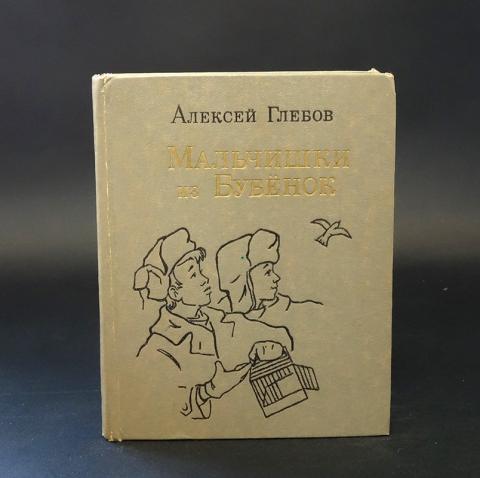 Алексей Глебов
Мальчишки
из Бубёнок